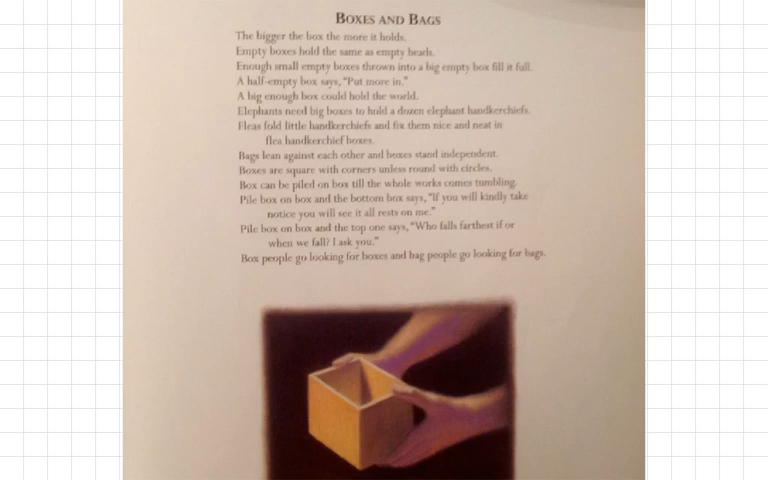 BOXES AND BAGS
The bigger the box the more it holds.
Empty boxes hold the same as empty heads.
Enough small empty boxes thrown into a big empty box fill it full.
A half-empty box says, “Put more in.”
A big enough box could hold the world.
Elephants need big boxes to hold a dozen elephant handkerchiefs.
Fleas fold little handkerchiefs and fix them nice and neat in
flea handkerchief boxes.
Bags lean against each other and boxes stand independent.
Boxes are square with corners unless round with circles.
Box can be piled on box till the whole works comes tumbling.
Pile box on box and the bottom box says, “If you will kindly take
notice you will see it all rests on me.”
Pile box on box and the top one says, “Who falls farthest if or
when we fall? I ask you.”
Box people go looking for boxes and bag people go looking for bags.